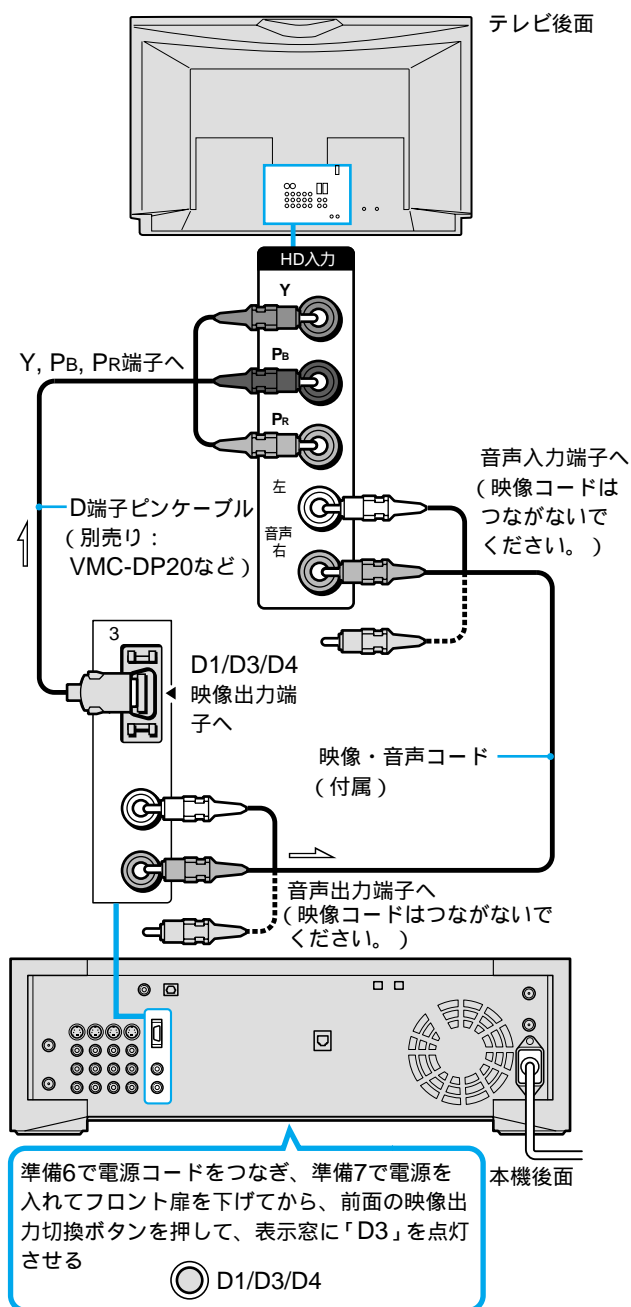 テレビ後面
HD入力
Y
PB
Y, PB, PR端子へ
PR
左
音声
右
音声入力端子へ
（映像コードは
つながないで
ください。）
D端子ピンケーブル
（別売り：
VMC-DP20など）
3
D1/D3/D4
映像出力端
子へ
映像・音声コード
（付属）
音声出力端子へ
（映像コードはつながないで
ください。）
本機後面
準備6で電源コードをつなぎ、準備7で電源を
入れてフロント扉を下げてから、前面の映像出
力切換ボタンを押して、表示窓に「D3」を点灯
させる
D1/D3/D4